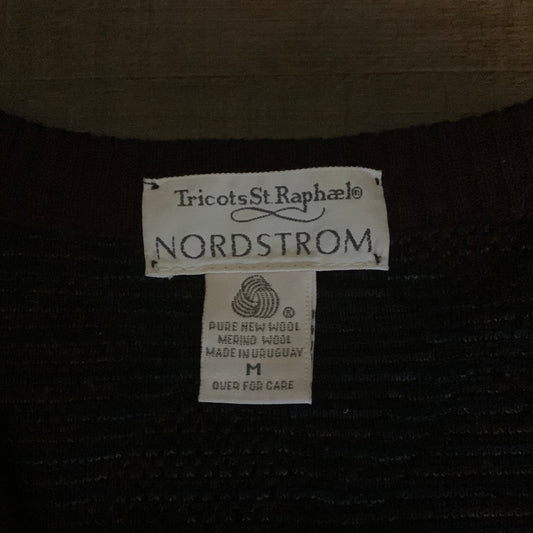 Tricots St Raphæl®
NORDSTROM
®
PURE NEW WOOL
MERINO WOOL
MADE IN URUGUAY
M
OVER FOR CARE